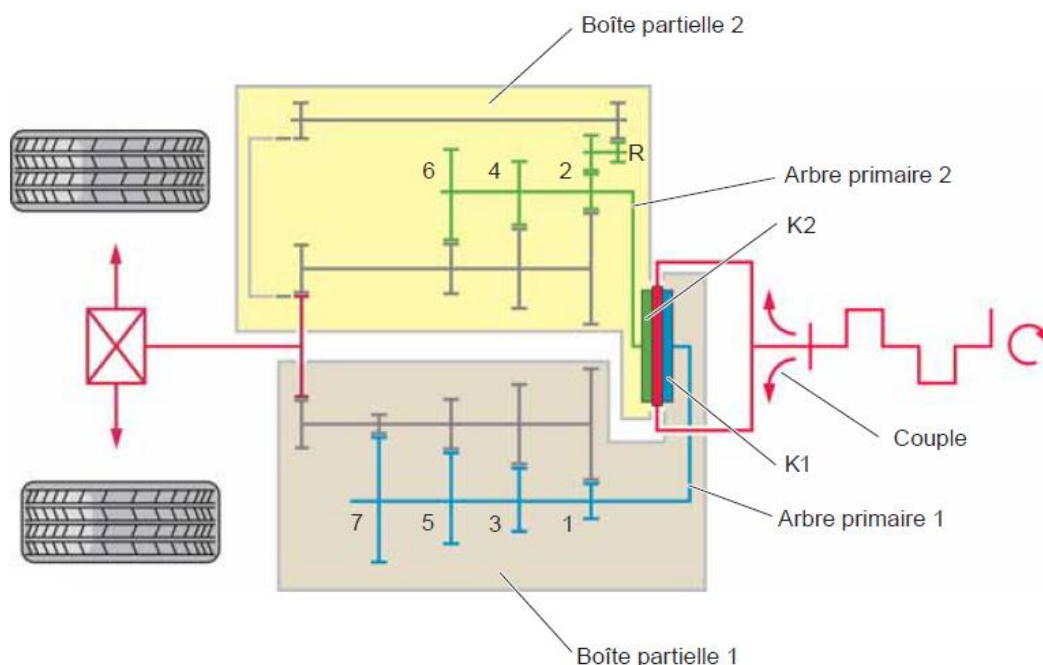 Boîte partielle 2
R
6 4 2
Arbre primaire 2
K2
Couple
K1
7 5 3 1
Arbre primaire 1
Boîte partielle 1